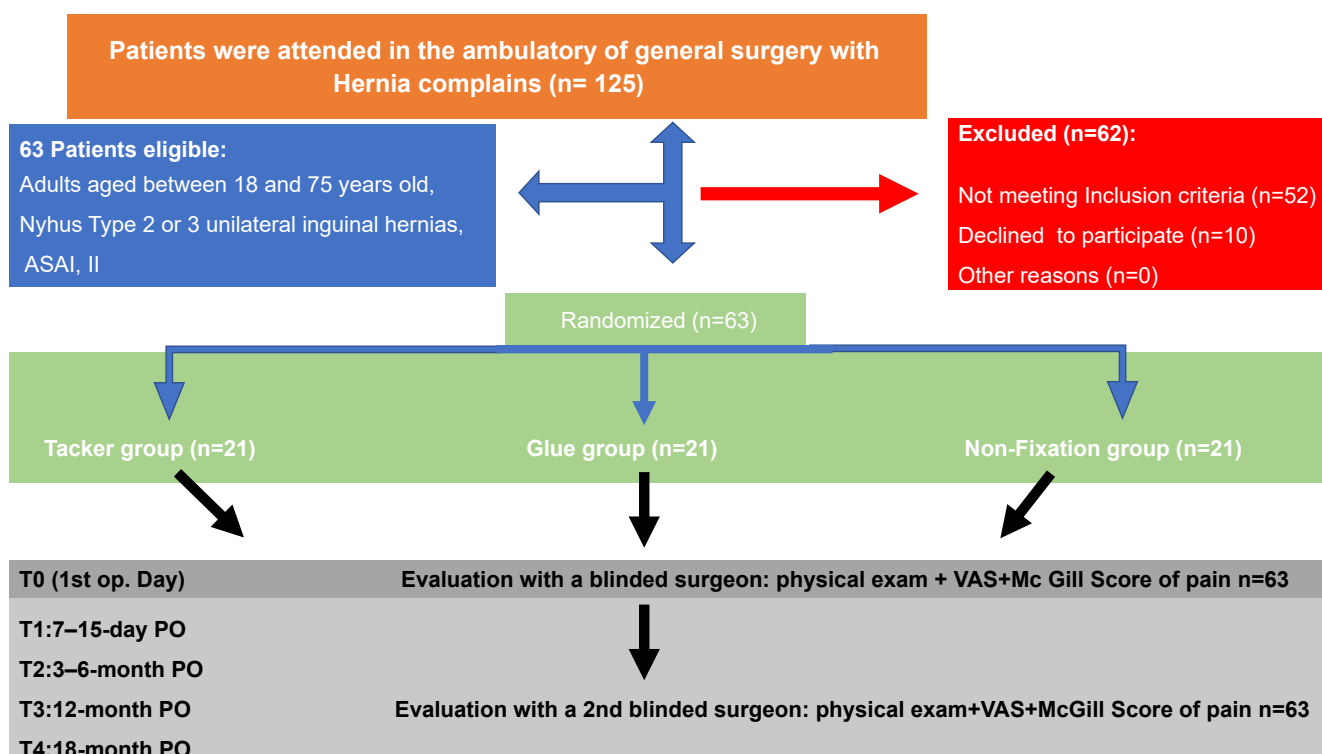 Patients were attended in the ambulatory of general surgery with
Hernia complains (n= 125)
63 Patients eligible:
Adults aged between 18 and 75 years old,
Nyhus Type 2 or 3 unilateral inguinal hernias,
ASAI, II
Excluded (n=62):
Not meeting Inclusion criteria (n=52)
Declined to participate (n=10)
Other reasons (n=0)
Randomized (n=63)
Tacker group (n=21)
Glue group (n=21)
Non-Fixation group (n=21)
T0 (1st op. Day)
Evaluation with a blinded surgeon: physical exam + VAS+Mc Gill Score of pain n=63
T1:7–15-day PO
T2:3–6-month PO
T3:12-month PO
Evaluation with a 2nd blinded surgeon: physical exam+VAS+McGill Score of pain n=63
T4:18-month PO